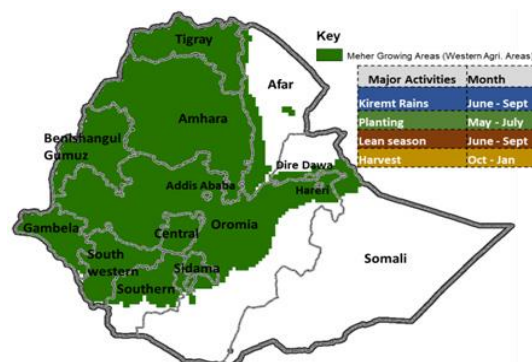 Key
Meher Growing Areas (Western Agri. Areas)
Major Activities Month
Kiremt Rains June - Sept
Planting May - July
Lean season June - Sept
Harvest Oct - Jan
Tigray
Afar
Amhara
Benishangul
Gumuz
Dire Dawa
Addis Ababa
Hareri
Gambela
Central
Oromia
South
western
Sidama
Somali
Southern